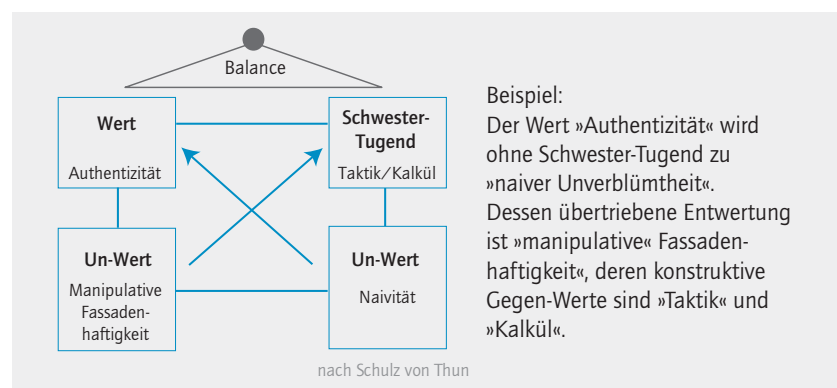 Balance
Wert
Authentizität
Schwester-
Tugend
Taktik/Kalkül
Un-Wert
Manipulative
Fassaden-
haftigkeit
Un-Wert
Naivität
nach Schulz von Thun
Beispiel:
Der Wert »Authentizität« wird
ohne Schwester-Tugend zu
»naiver Unverblümtheit«.
Dessen übertriebene Entwertung
ist »manipulative« Fassaden-
haftigkeit«, deren konstruktive
Gegen-Werte sind »Taktik« und
»Kalkül«.